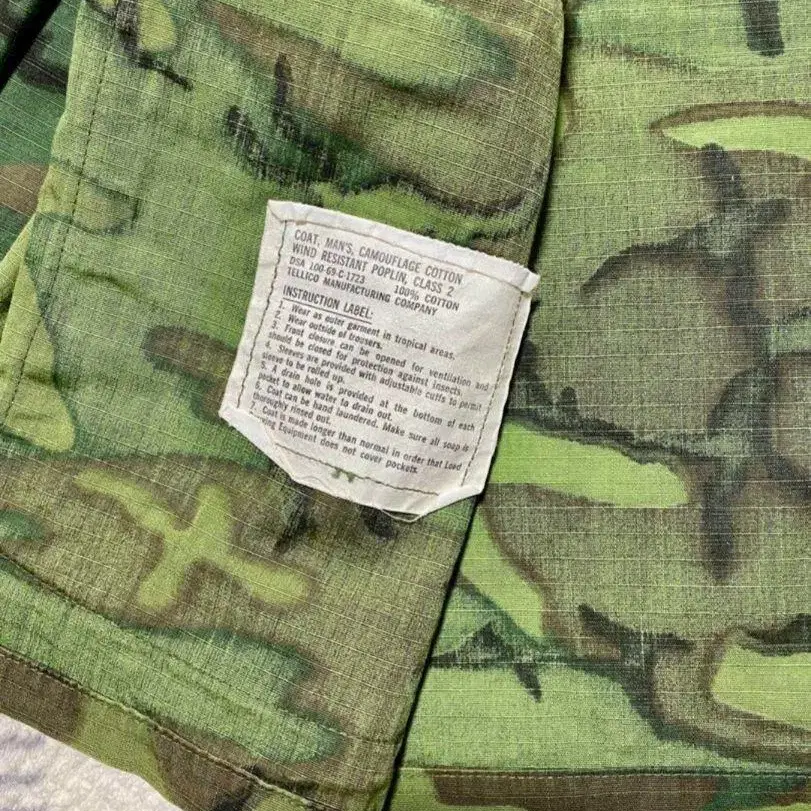 COAT, MAN'S, CAMOUFLAGE COTTON
WIND RESISTANT POPLIN, CLASS 2
DSA 100-69-C-1723 100% COTTON
TELLICO MANUFACTURING COMPANY
INSTRUCTION LABEL:
1. Wear as outer garment in tropical areas.
2. Wear outside of trousers.
3. Front closure can be opened for ventilation and
should be closed for protection against insects.
4. Sleeves are provided with adjustable cuffs to permit
sleeve to be rolled up.
5. A drain hole is provided at the bottom of each
pocket to allow water to drain out.
6. Coat can be hand laundered. Make sure all soap is
thoroughly rinsed out.
7. Coat is made longer than normal in order that Load
ing Equipment does not cover pockets.